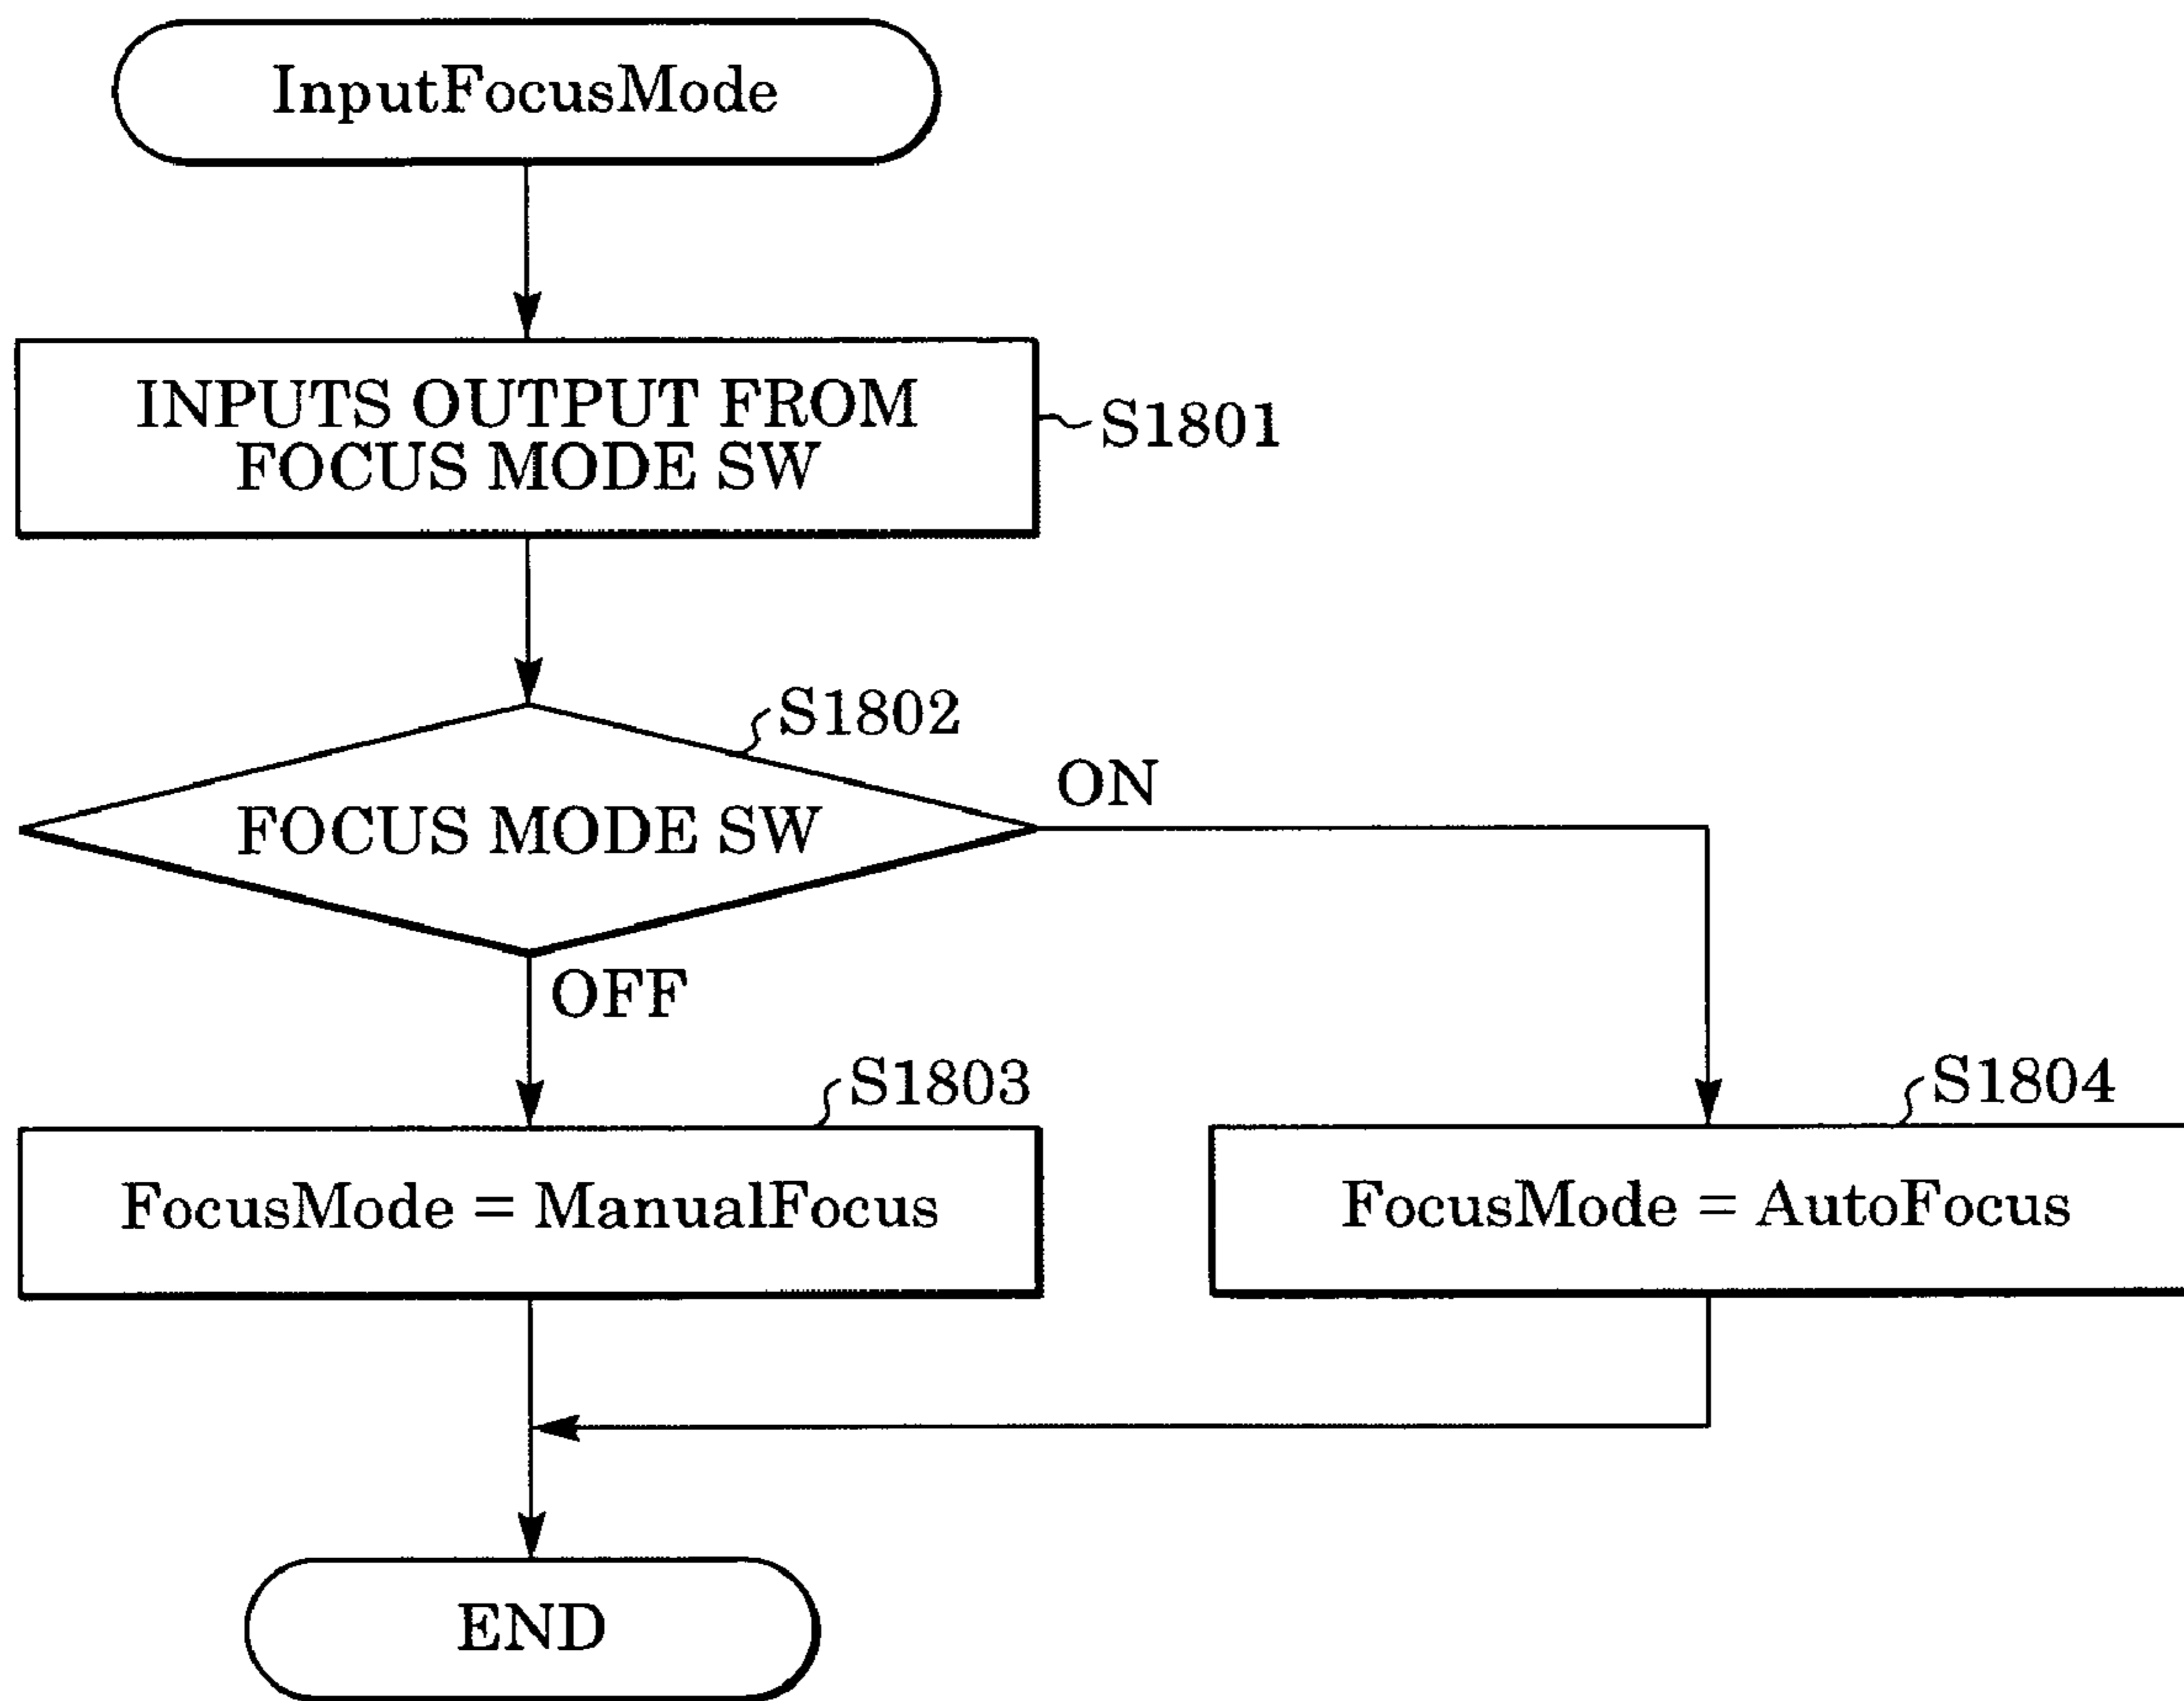 InputFocusMode
INPUTS OUTPUT FROM
FOCUS MODE SW
S1801
S1802
FOCUS MODE SW
ON
OFF
S1803
FocusMode = ManualFocus
S1804
FocusMode = AutoFocus
END